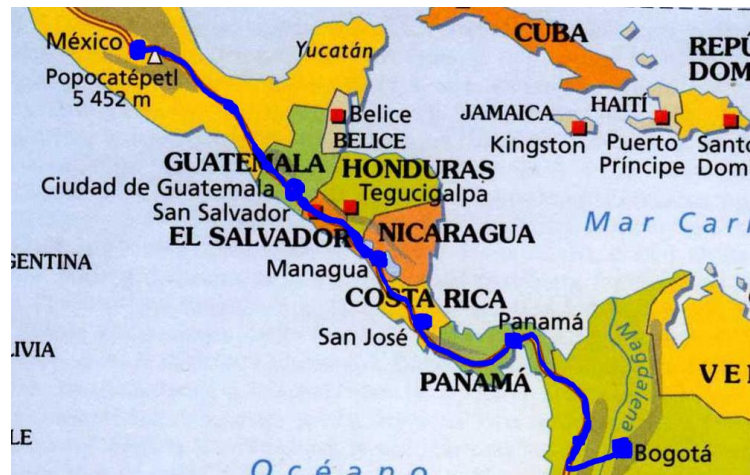 CUBA
México
Yucatán
REPÚ
DOM
Popocatépetl
5 452 m
Belice
JAMAICA
HAITÍ
BELICE
Kingston
Puerto
Príncipe
Santo
Dom
GUATEMALA
HONDURAS
Ciudad de Guatemala
Tegucigalpa
San Salvador
Mar Cari
EL SALVADOR
NICARAGUA
GENTINA
Managua
COSTA RICA
San José
Panamá
Magdalena
LIVIA
PANAMÁ
VE
LE
Bogotá
Océano